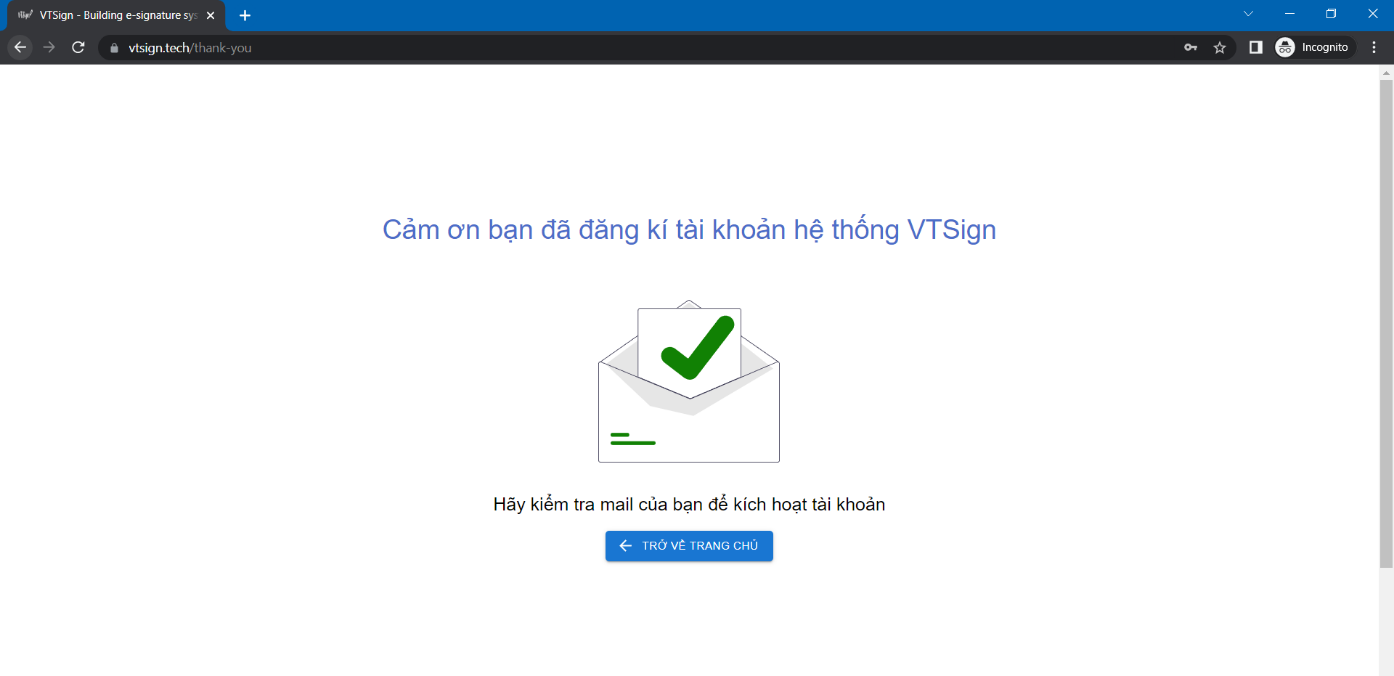 VTSign - Building e-signature sys
vtsign.tech/thank-you
Incognito
Cảm ơn bạn đã đăng kí tài khoản hệ thống VTSign
Hãy kiểm tra mail của bạn để kích hoạt tài khoản
TRỞ VỀ TRANG CHỦ